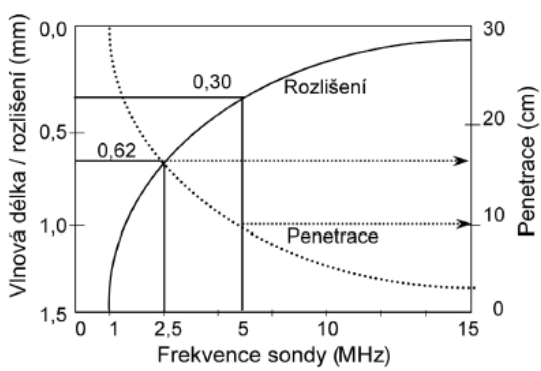 Vlnová délka / rozlišení (mm)
0,0
0,5
1,0
1,5
0,30
0,62
Rozlišení
Penetrace
30
20
10
0
Penetrace (cm)
0 1 2,5 5 10 15
Frekvence sondy (MHz)